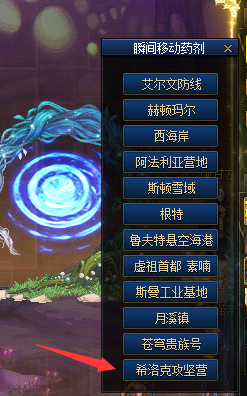 瞬间移动药剂
艾尔文防线
赫顿玛尔
西海岸
阿法利亚营地
斯顿雪域
根特
鲁夫特悬空海港
虚祖首都 素喃
斯曼工业基地
月溪镇
苍穹贵族号
希洛克攻坚营